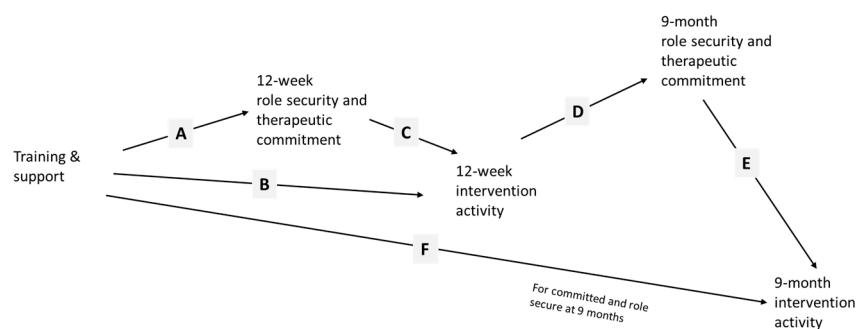 9-month
role security and
therapeutic
commitment
12-week
role security and
therapeutic
commitment
D
A
C
Training &
support
12-week
intervention
activity
E
B
F
9-month
intervention
activity
For committed and role
secure at 9 months